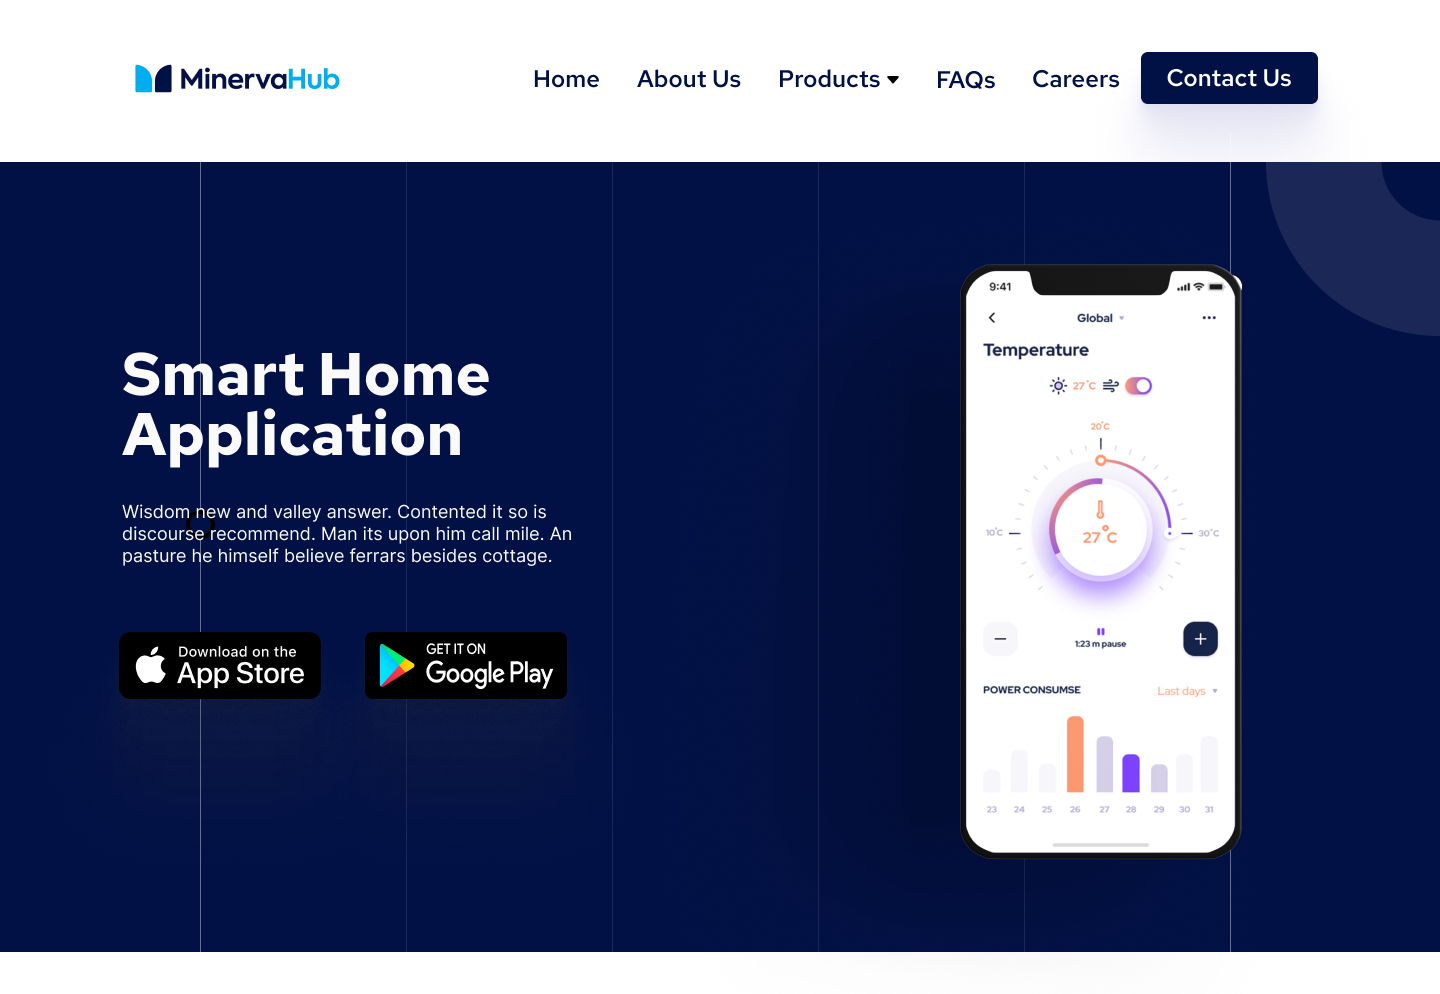 MinervaHub
Home About Us Products FAQs Careers Contact Us
Smart Home
Application
Wisdom new and valley answer. Contented it so is
discourse recommend. Man its upon him call mile. An
pasture he himself believe ferrars besides cottage.
Download on the
App Store
GET IT ON
Google Play
9:41
Global
Temperature
27°C
20°C
10°C
27°C
30°C
1:23 m pause
POWER CONSUMSE Last days
23 24 25 26 27 28 29 30 31